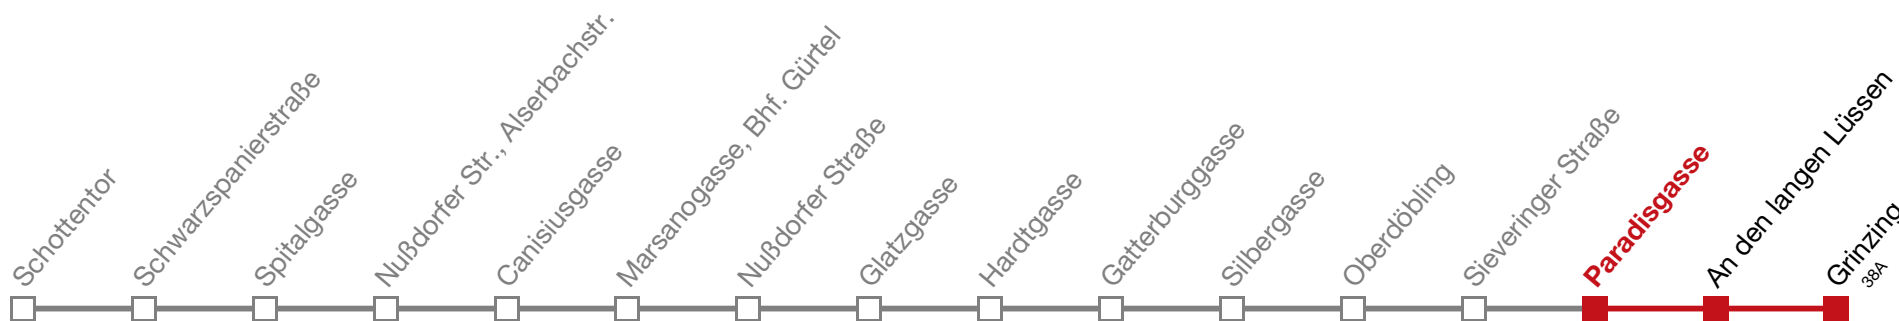 Schottentor
Schwarzspanierstraße
Spitalgasse
Nußdorfer Str., Alserbachstr.
Canisiusgasse
Marsanogasse, Bhf. Gürtel
Nußdorfer Straße
Glatzgasse
Hardtgasse
Gatterburggasse
Silbergasse
Oberdöbling
Sieveringer Straße
Paradisgasse
An den langen Lüssen
Grinzing
38A